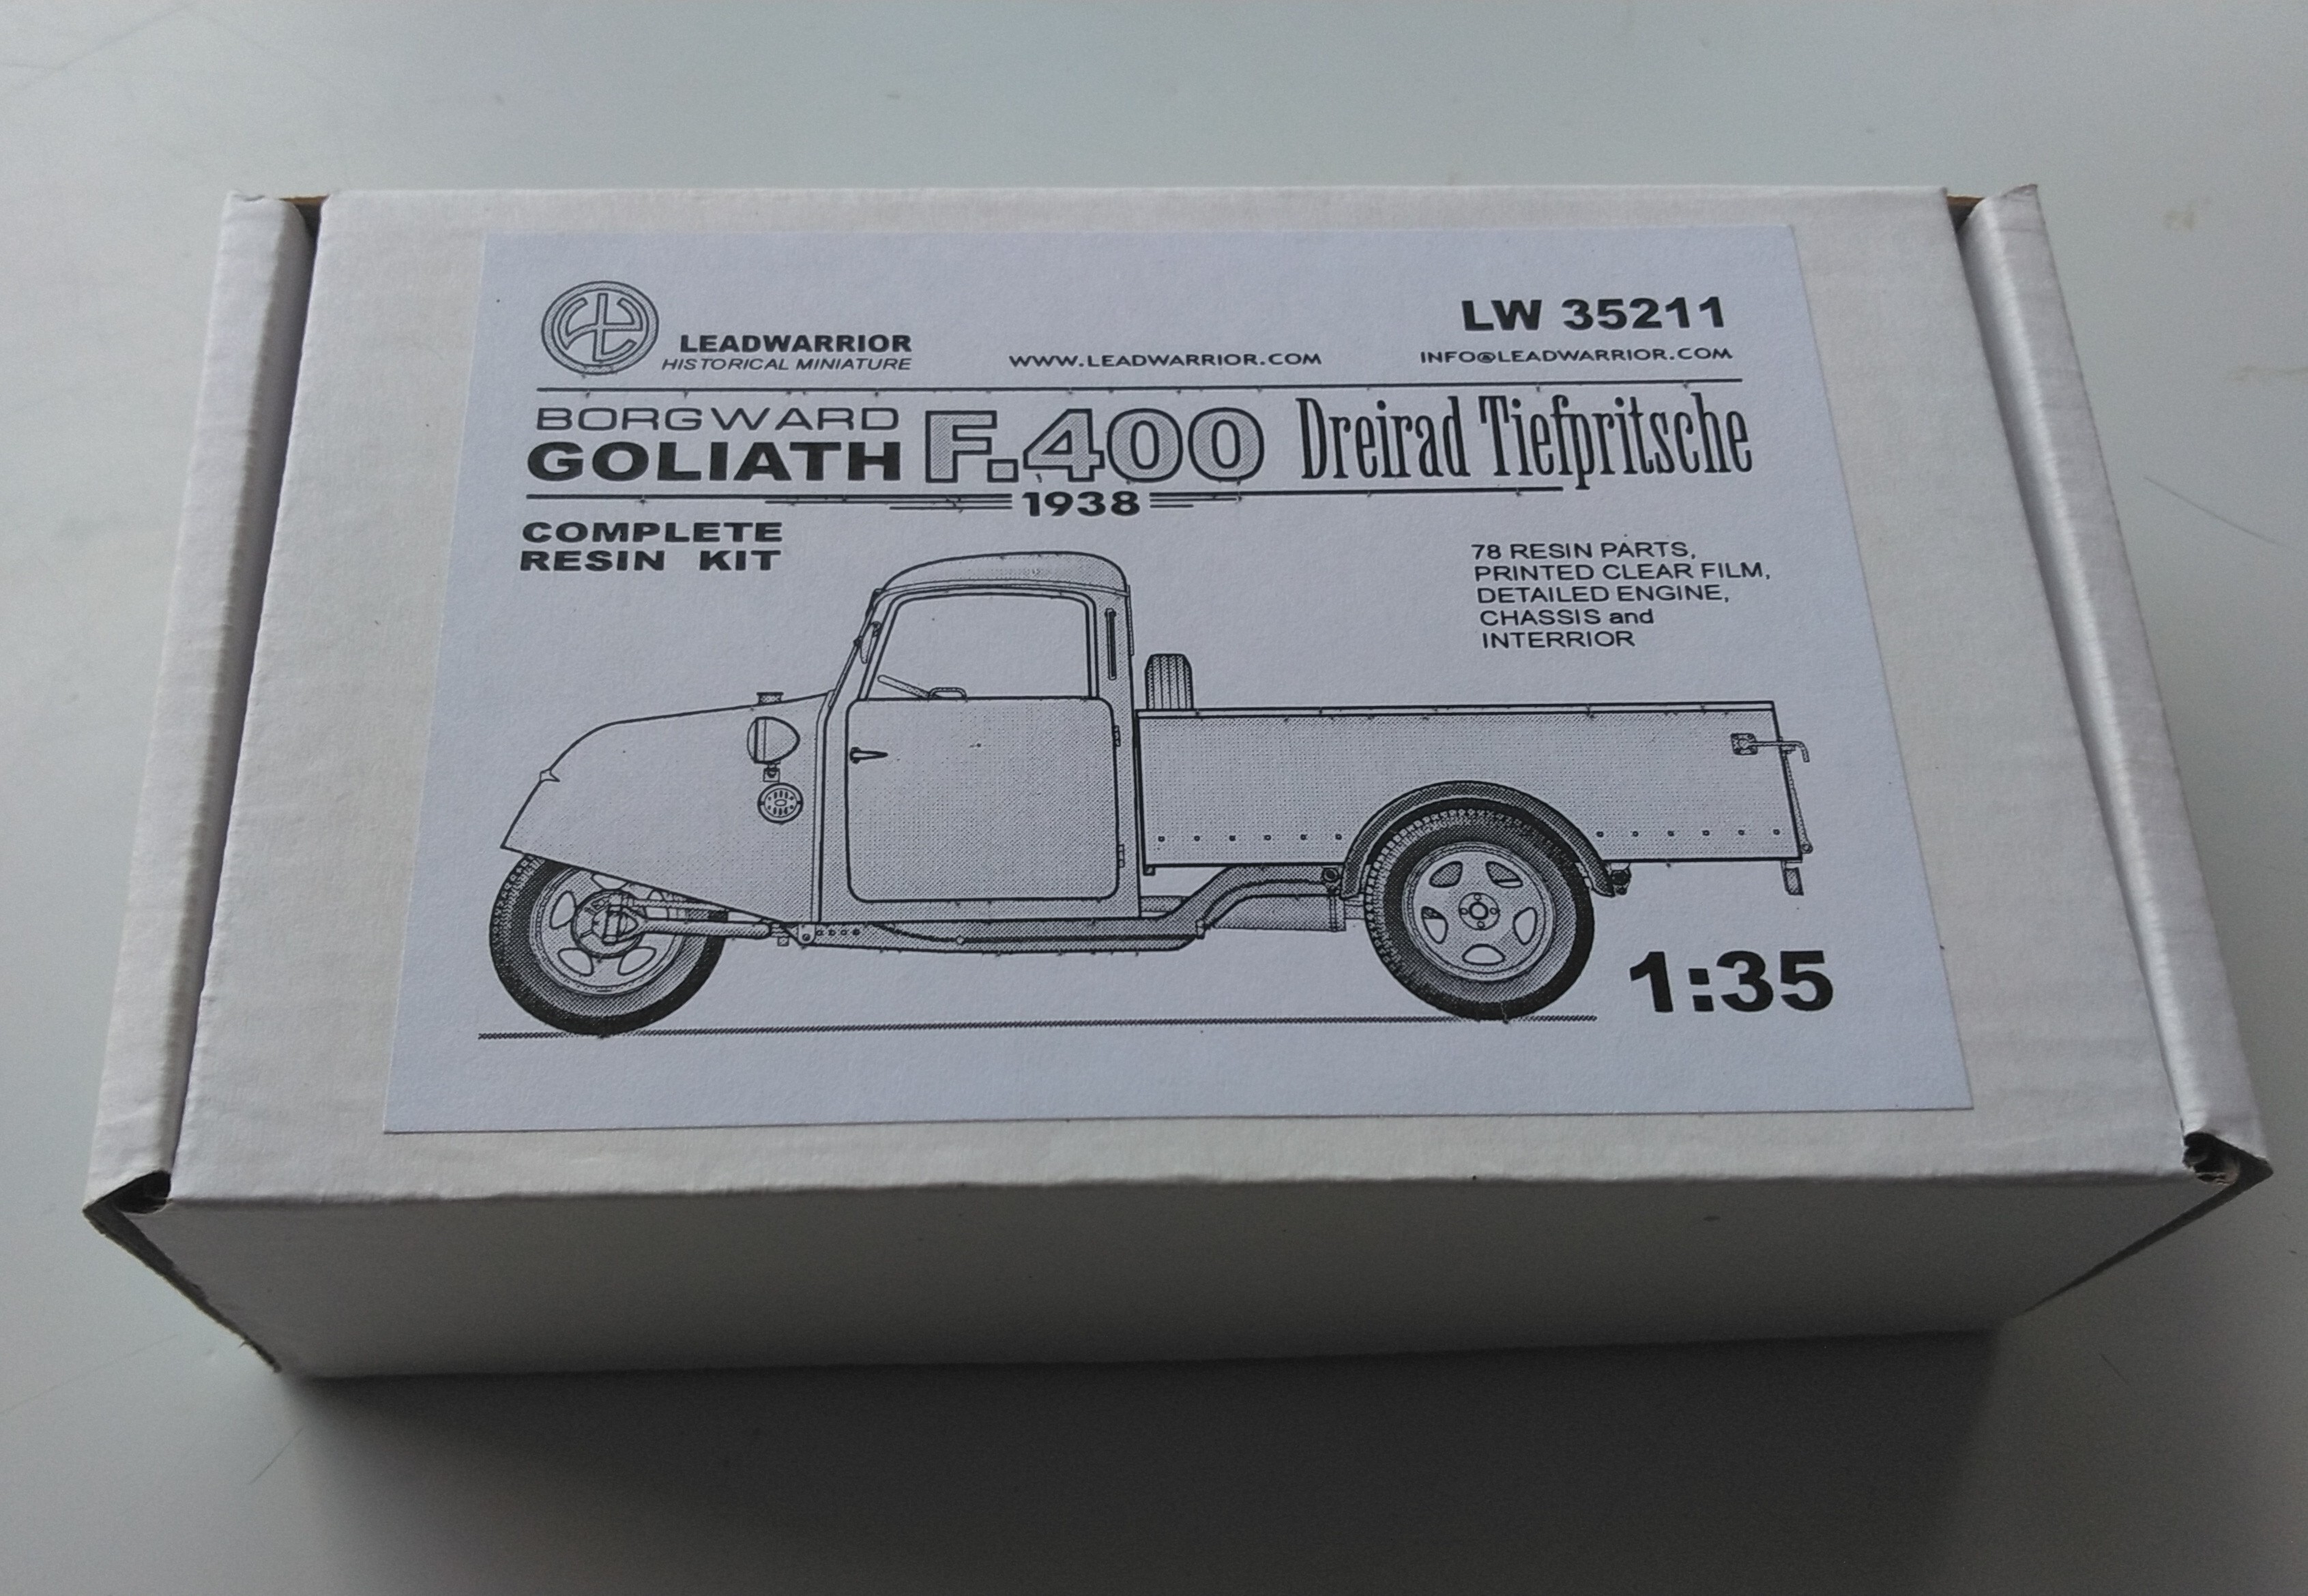 LEADWARRIOR
HISTORICAL MINIATURE
WWW.LEADWARRIOR.COM
LW 35211
INFO@LEADWARRIOR.COM
BORGWARD
GOLIATH F.400 Dreirad Tiefpritsche
1938
COMPLETE
RESIN KIT
78 RESIN PARTS,
PRINTED CLEAR FILM,
DETAILED ENGINE,
CHASSIS and
INTERRIOR
1:35